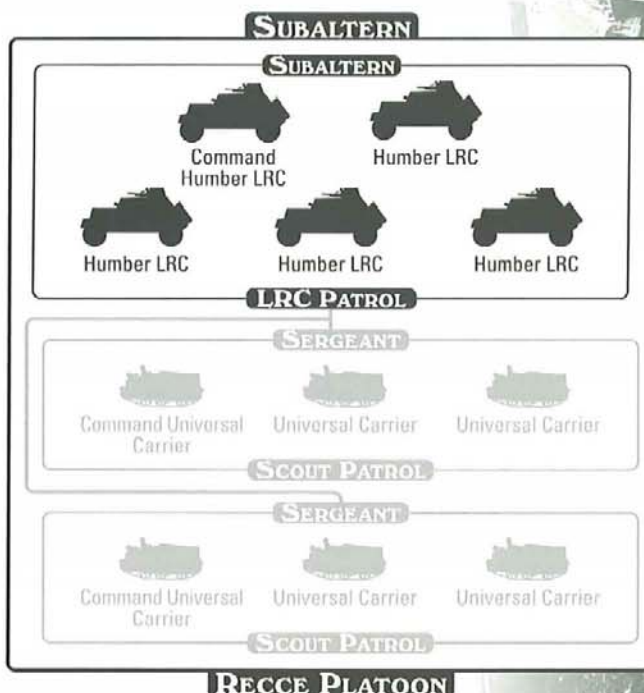 SUBALTERN
SUBALTERN
Command
Humber LRC
Humber LRC
Humber LRC
Humber LRC
Humber LRC
LRC PATROL
SERGEANT
Command Universal
Carrier
Universal Carrier
Universal Carrier
SCOUT PATROL
SERGEANT
Command Universal
Carrier
Universal Carrier
Universal Carrier
SCOUT PATROL
RECCE PLATOON